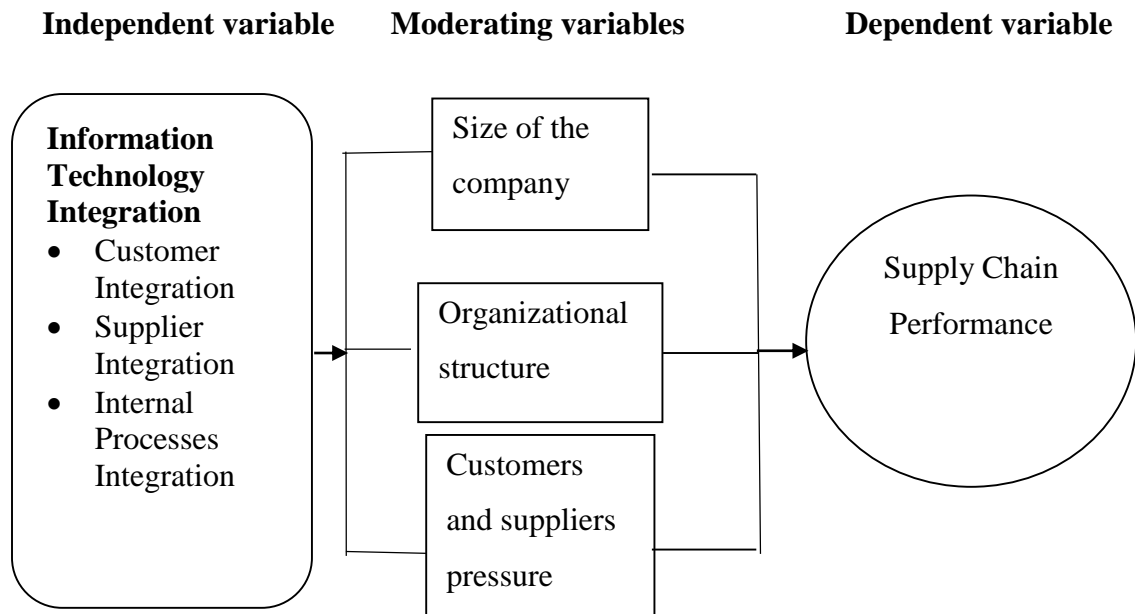 Independent variable
Moderating variables
Dependent variable
Information
Technology
Integration
• Customer
Integration
• Supplier
Integration
• Internal
Processes
Integration
Size of the
company
Organizational
structure
Customers
and suppliers
pressure
Supply Chain
Performance